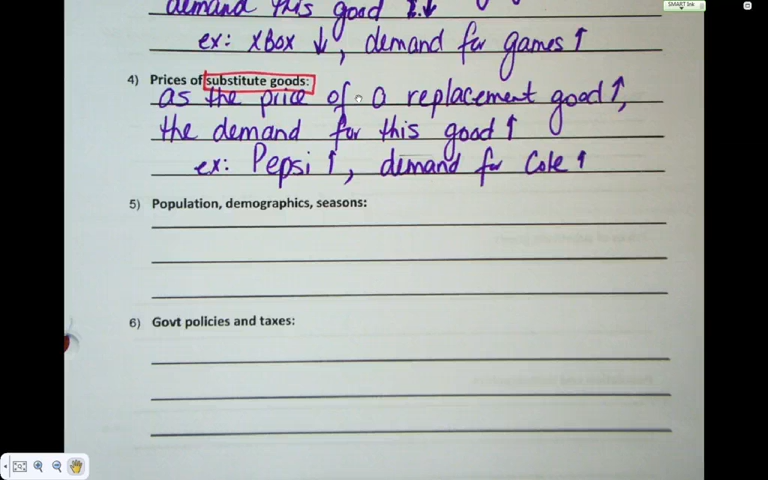 demand this good ↓
ex: XBox ↓, demand for games ↑
4) Prices of substitute goods:
as the price of a replacement good ↑,
the demand for this good ↑
ex: Pepsi ↑, demand for Coke ↑
5) Population, demographics, seasons:
6) Govt policies and taxes:
SMART Ink